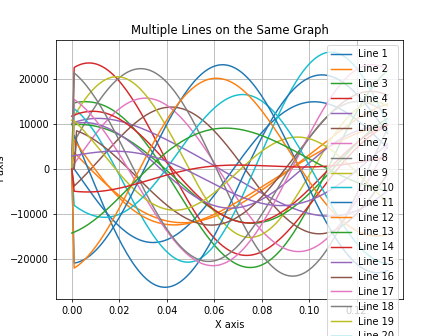 Multiple Lines on the Same Graph
20000
10000
0
−10000
−20000
0.00
0.02
0.04
0.06
0.08
0.10
X axis
Line 1
Line 2
Line 3
Line 4
Line 5
Line 6
Line 7
Line 8
Line 9
Line 10
Line 11
Line 12
Line 13
Line 14
Line 15
Line 16
Line 17
Line 18
Line 19
Line 20